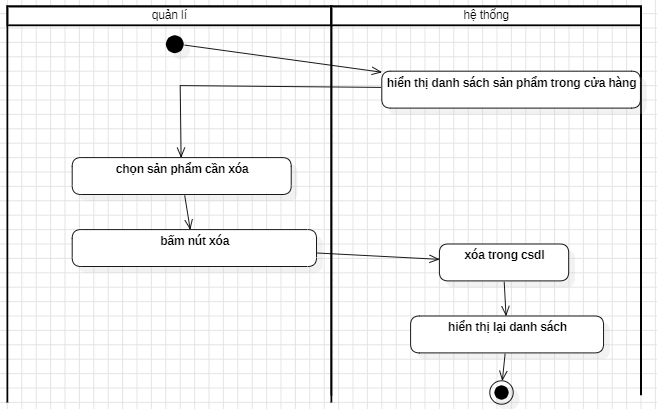 quản lí
hệ thống
hiển thị danh sách sản phẩm trong cửa hàng
chọn sản phẩm cần xóa
bấm nút xóa
xóa trong csdl
hiển thị lại danh sách